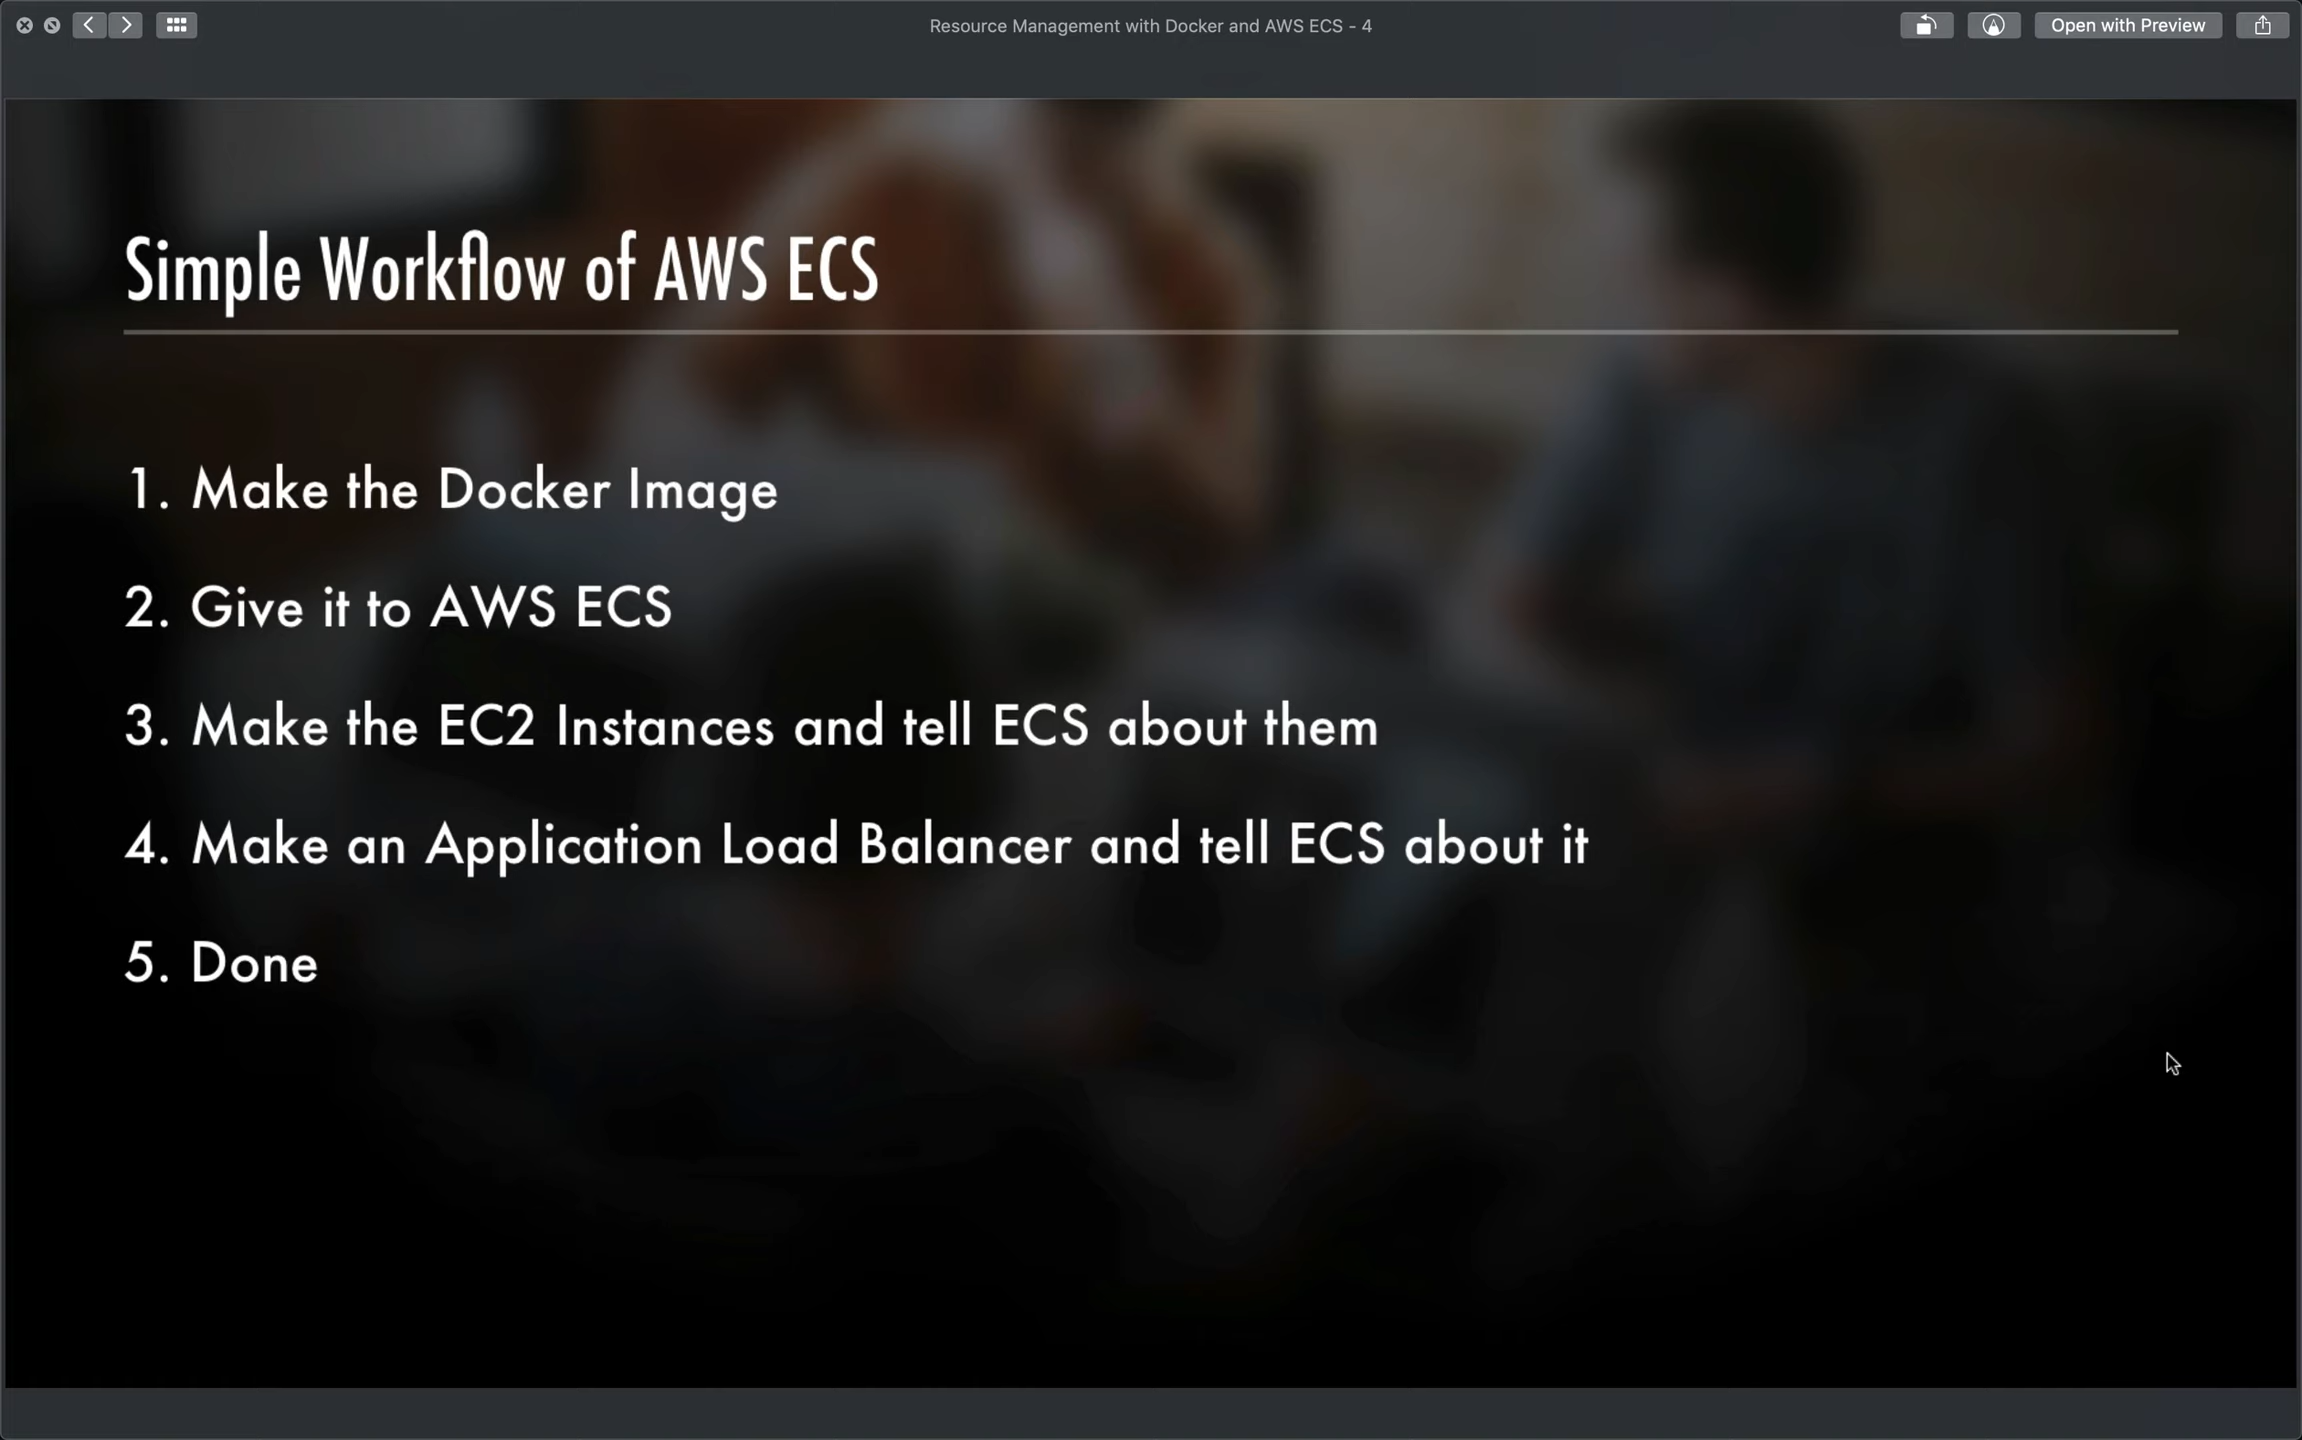 Resource Management with Docker and AWS ECS - 4
Open with Preview
Simple Workflow of AWS ECS
1. Make the Docker Image
2. Give it to AWS ECS
3. Make the EC2 Instances and tell ECS about them
4. Make an Application Load Balancer and tell ECS about it
5. Done